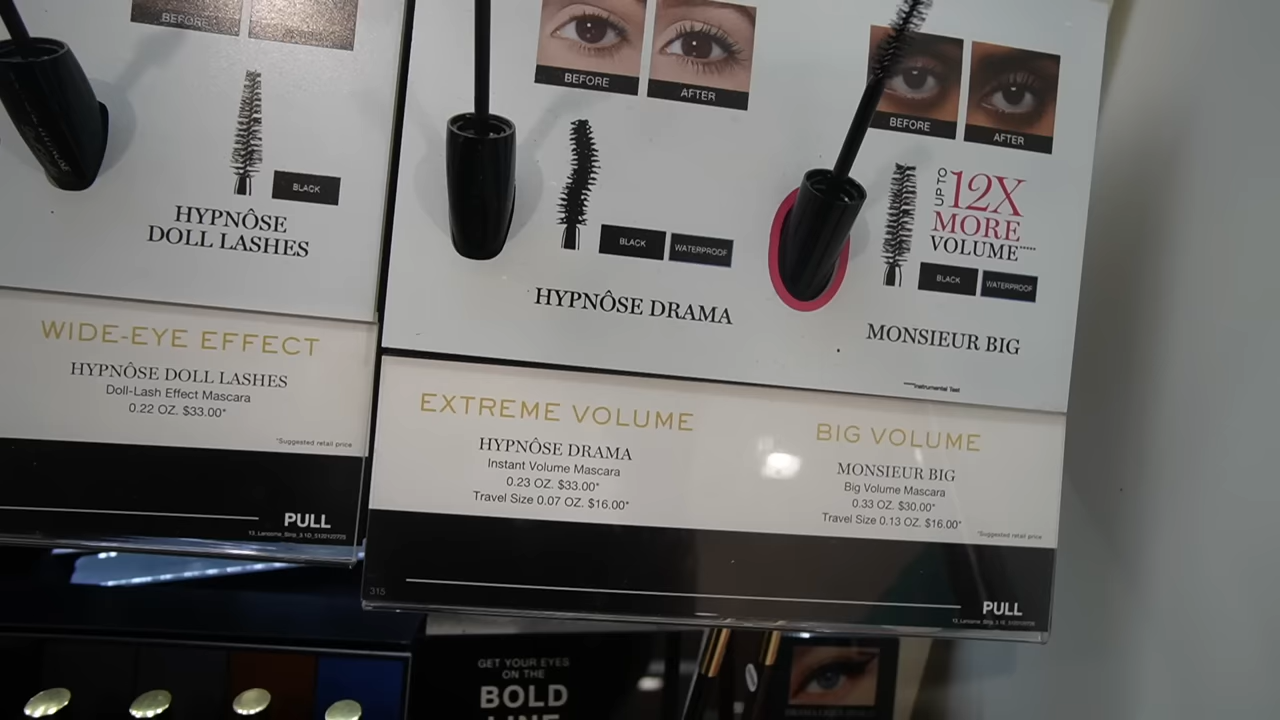 BEFORE
BLACK
HYPNÔSE
DOLL LASHES
WIDE-EYE EFFECT
HYPNÔSE DOLL LASHES
Doll-Lash Effect Mascara
0.22 OZ. $33.00*
*Suggested retail price
PULL
BEFORE
AFTER
BLACK
WATERPROOF
HYPNÔSE DRAMA
BEFORE
AFTER
UP TO
12X
MORE
VOLUME*****
BLACK
WATERPROOF
MONSIEUR BIG
*****Instrumental Test
EXTREME VOLUME
HYPNÔSE DRAMA
Instant Volume Mascara
0.23 OZ. $33.00*
Travel Size 0.07 OZ. $16.00*
BIG VOLUME
MONSIEUR BIG
Big Volume Mascara
0.33 OZ. $30.00*
Travel Size 0.13 OZ. $16.00*
*Suggested retail price
315
PULL
GET YOUR EYES
ON THE
BOLD
LINE